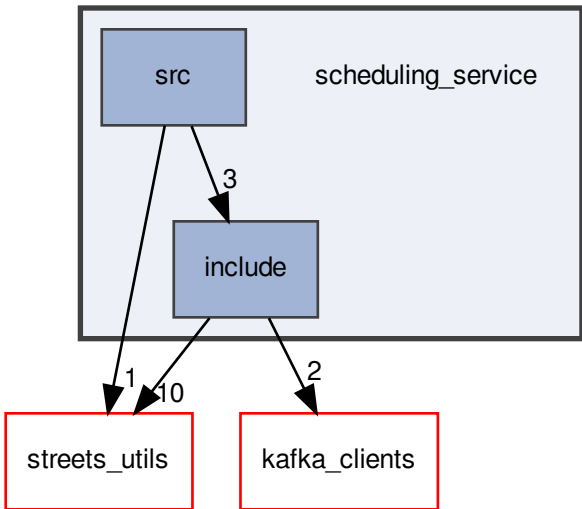 src
scheduling_service
3
include
1
10
2
streets_utils
kafka_clients